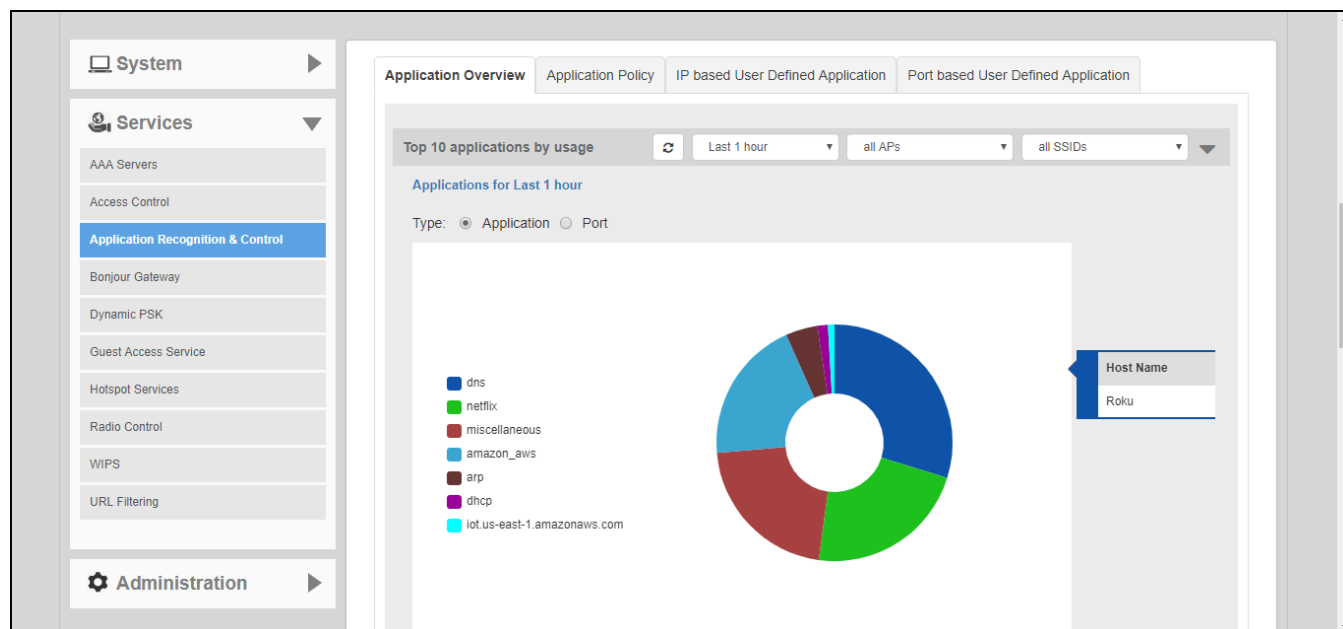 System
Services
AAA Servers
Access Control
Application Recognition & Control
Bonjour Gateway
Dynamic PSK
Guest Access Service
Hotspot Services
Radio Control
WIPS
URL Filtering
Administration
Application Overview Application Policy IP based User Defined Application Port based User Defined Application
Top 10 applications by usage Last 1 hour all APs all SSIDs
Applications for Last 1 hour
Type: Application Port
dns
netflix
miscellaneous
amazon_aws
arp
dhcp
iot.us-east-1.amazonaws.com
Host Name
Roku